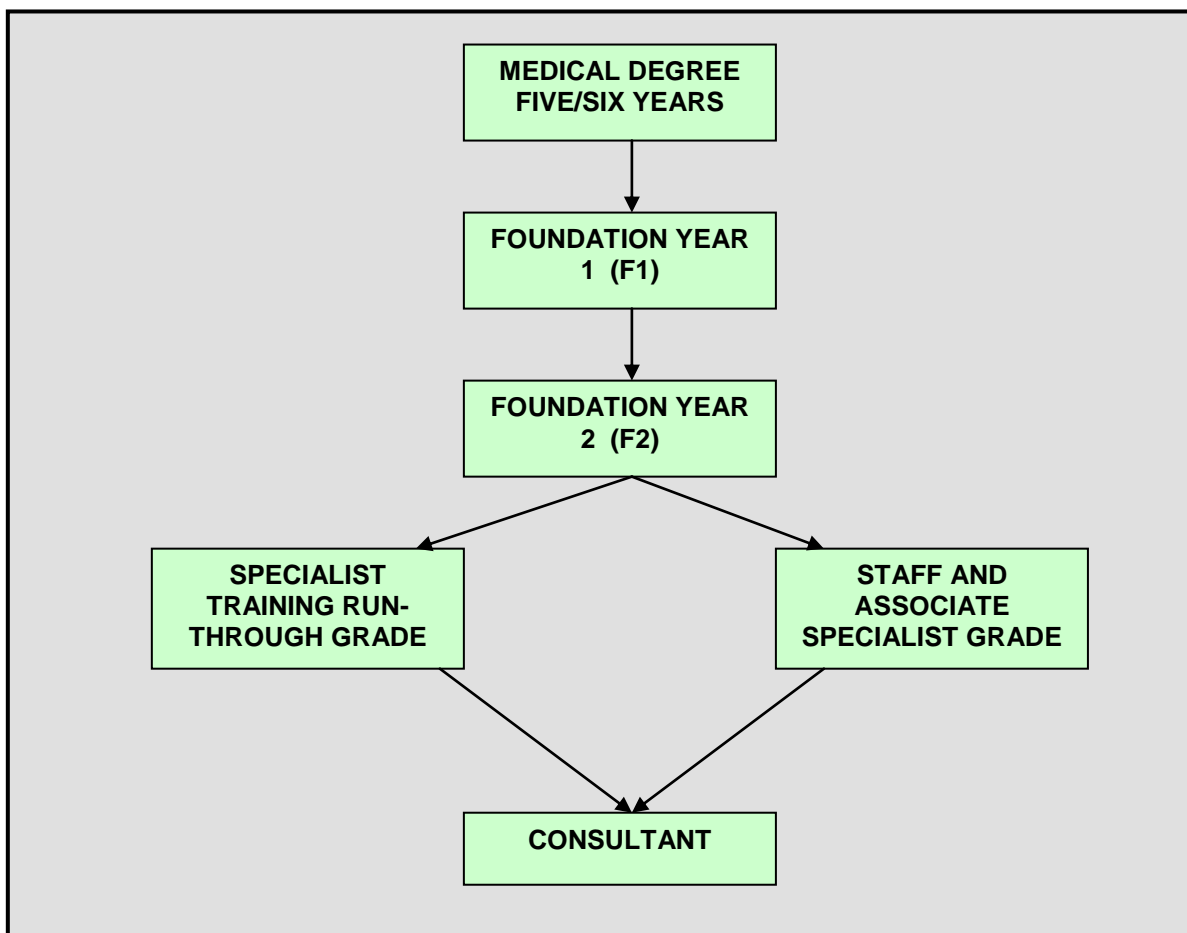 MEDICAL DEGREE
FIVE/SIX YEARS
FOUNDATION YEAR
1 (F1)
FOUNDATION YEAR
2 (F2)
SPECIALIST
TRAINING RUN-
THROUGH GRADE
STAFF AND
ASSOCIATE
SPECIALIST GRADE
CONSULTANT